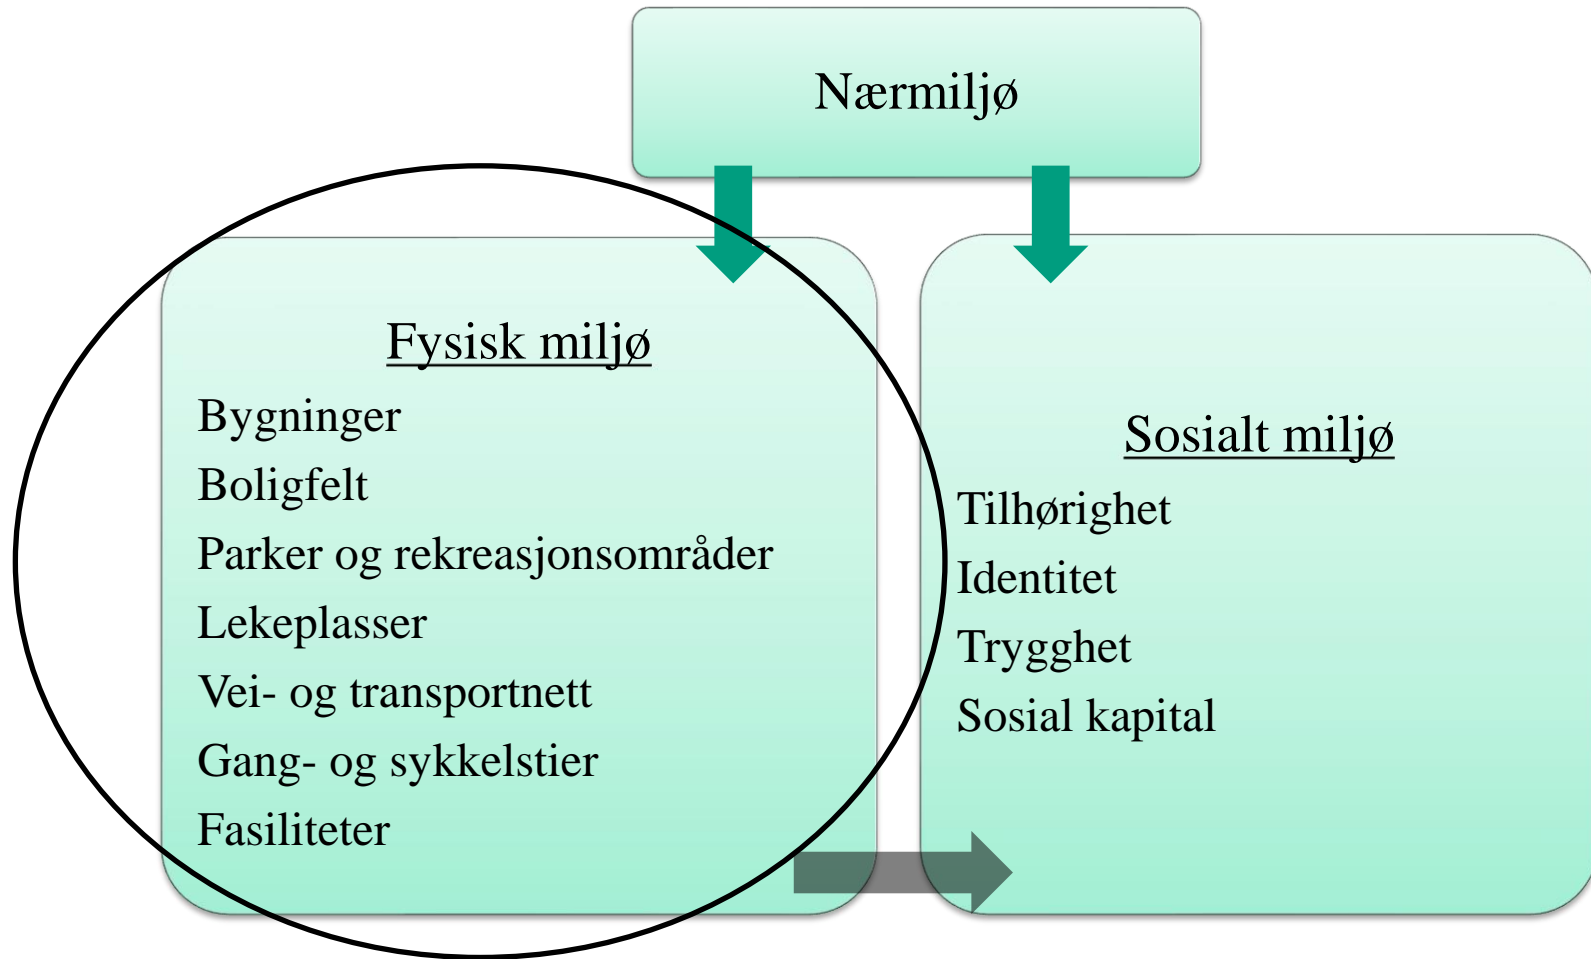 Nærmiljø
Fysisk miljø
Bygninger
Boligfelt
Parker og rekreasjonsområder
Lekeplasser
Vei- og transportnett
Gang- og sykkelstier
Fasiliteter
Sosialt miljø
Tilhørighet
Identitet
Trygghet
Sosial kapital